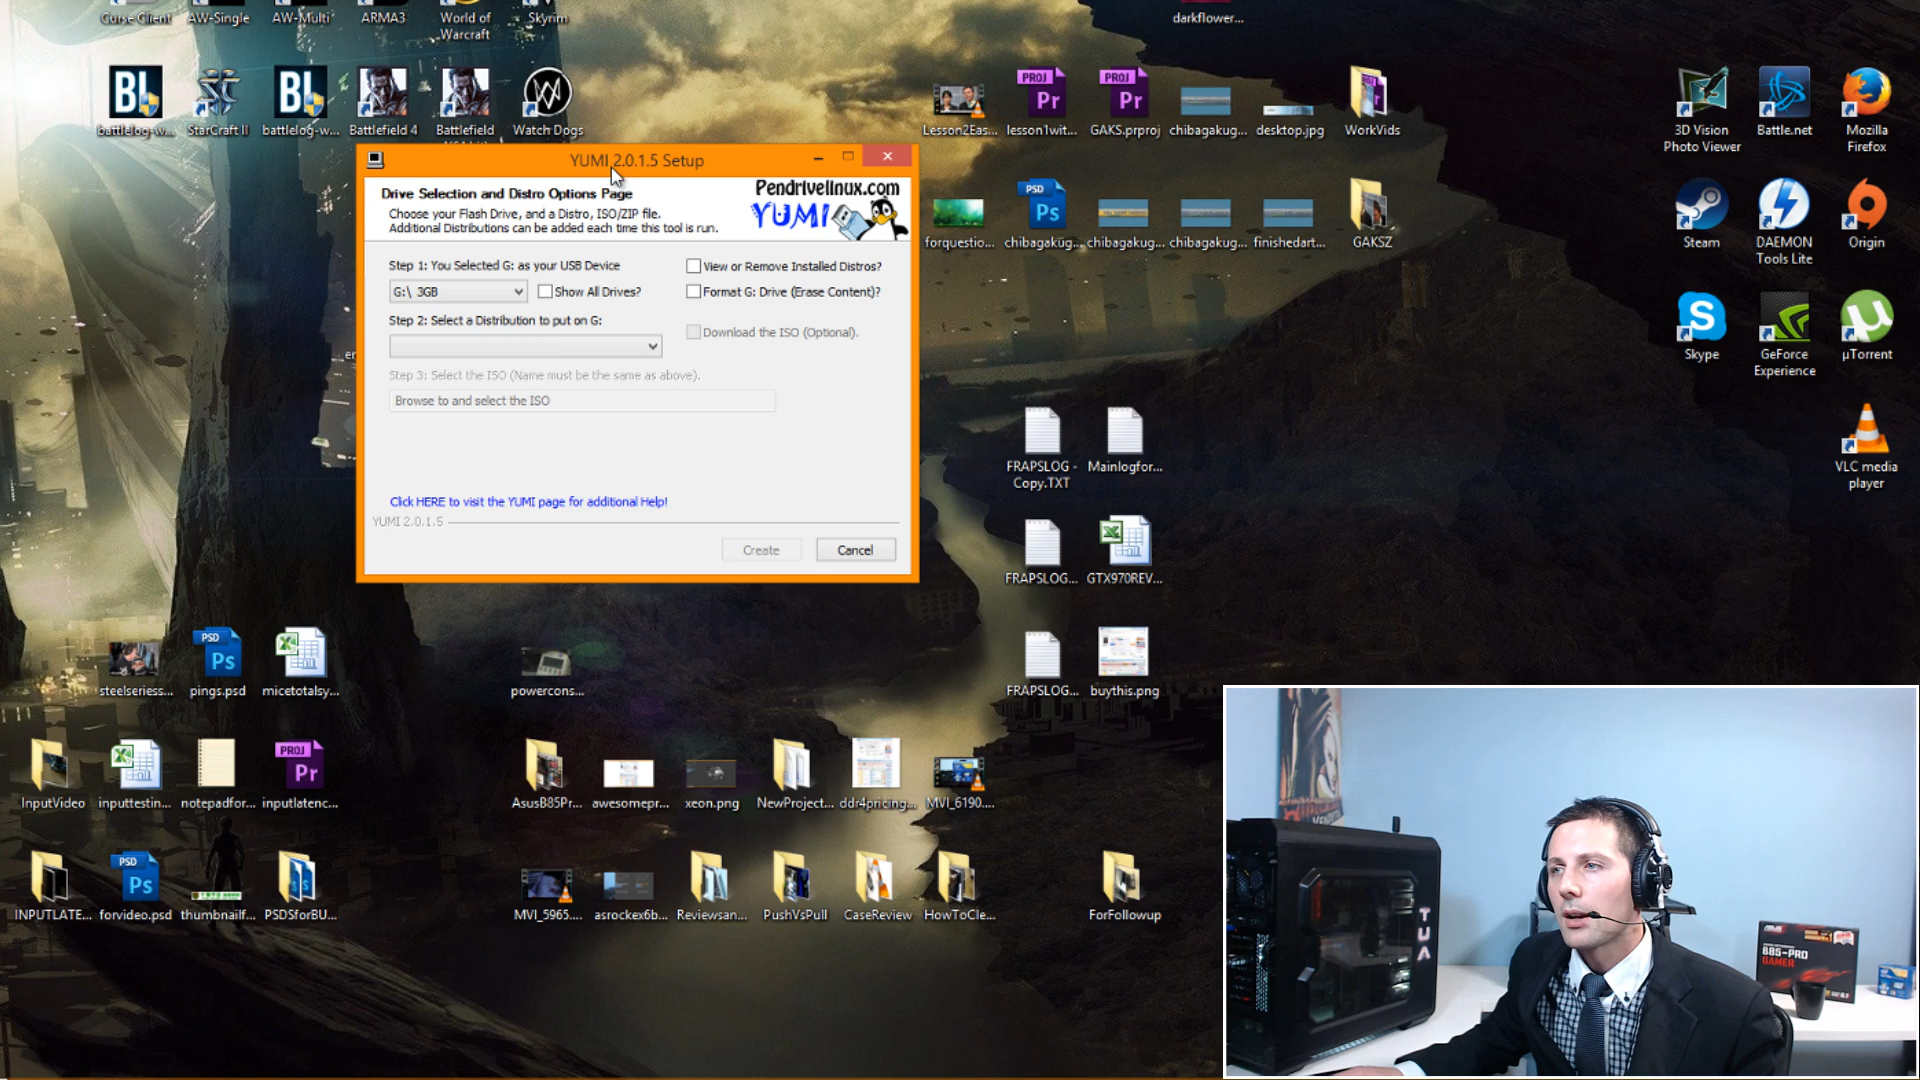 Curse Client
AW-Single
AW-Multi
ARMA3
World of
Warcraft
Skyrim
darkflower...
battlelog-w...
StarCraft II
battlelog-w...
Battlefield 4
Battlefield
Watch Dogs
Lesson2Eas...
lesson1wit...
GAKS.prproj
chibagakug...
desktop.jpg
WorkVids
3D Vision
Photo Viewer
Battle.net
Mozilla
Firefox
YUMI 2.0.1.5 Setup
Drive Selection and Distro Options Page
Choose your Flash Drive, and a Distro, ISO/ZIP file.
Additional Distributions can be added each time this tool is run.
Pendrivelinux.com
YUMI
Step 1: You Selected G: as your USB Device
View or Remove Installed Distros?
G:\ 3GB
Show All Drives?
Format G: Drive (Erase Content)?
Step 2: Select a Distribution to put on G:
Download the ISO (Optional).
Step 3: Select the ISO (Name must be the same as above).
Browse to and select the ISO
Click HERE to visit the YUMI page for additional Help!
YUMI 2.0.1.5
Create
Cancel
forquestio...
chibagakug...
chibagakug...
chibagakug...
finishedart...
GAKSZ
Steam
DAEMON
Tools Lite
Origin
Skype
GeForce
Experience
µTorrent
FRAPSLOG -
Copy.TXT
Mainlogfor...
VLC media
player
FRAPSLOG...
GTX970REV...
FRAPSLOG...
buythis.png
steelseriess...
pings.psd
micetotalsy...
powercons...
InputVideo
inputtestin...
notepadfor...
inputlatenc...
AsusB85Pr...
awesomepr...
xeon.png
NewProject...
ddr4pricing...
MVI_6190....
INPUTLATE...
forvideo.psd
thumbnailf...
PSDSforBU...
MVI_5965....
asrockex6b...
Reviewsan...
PushVsPull
CaseReview
HowToCle...
ForFollowup
TUA
B85-PRO
GAMER